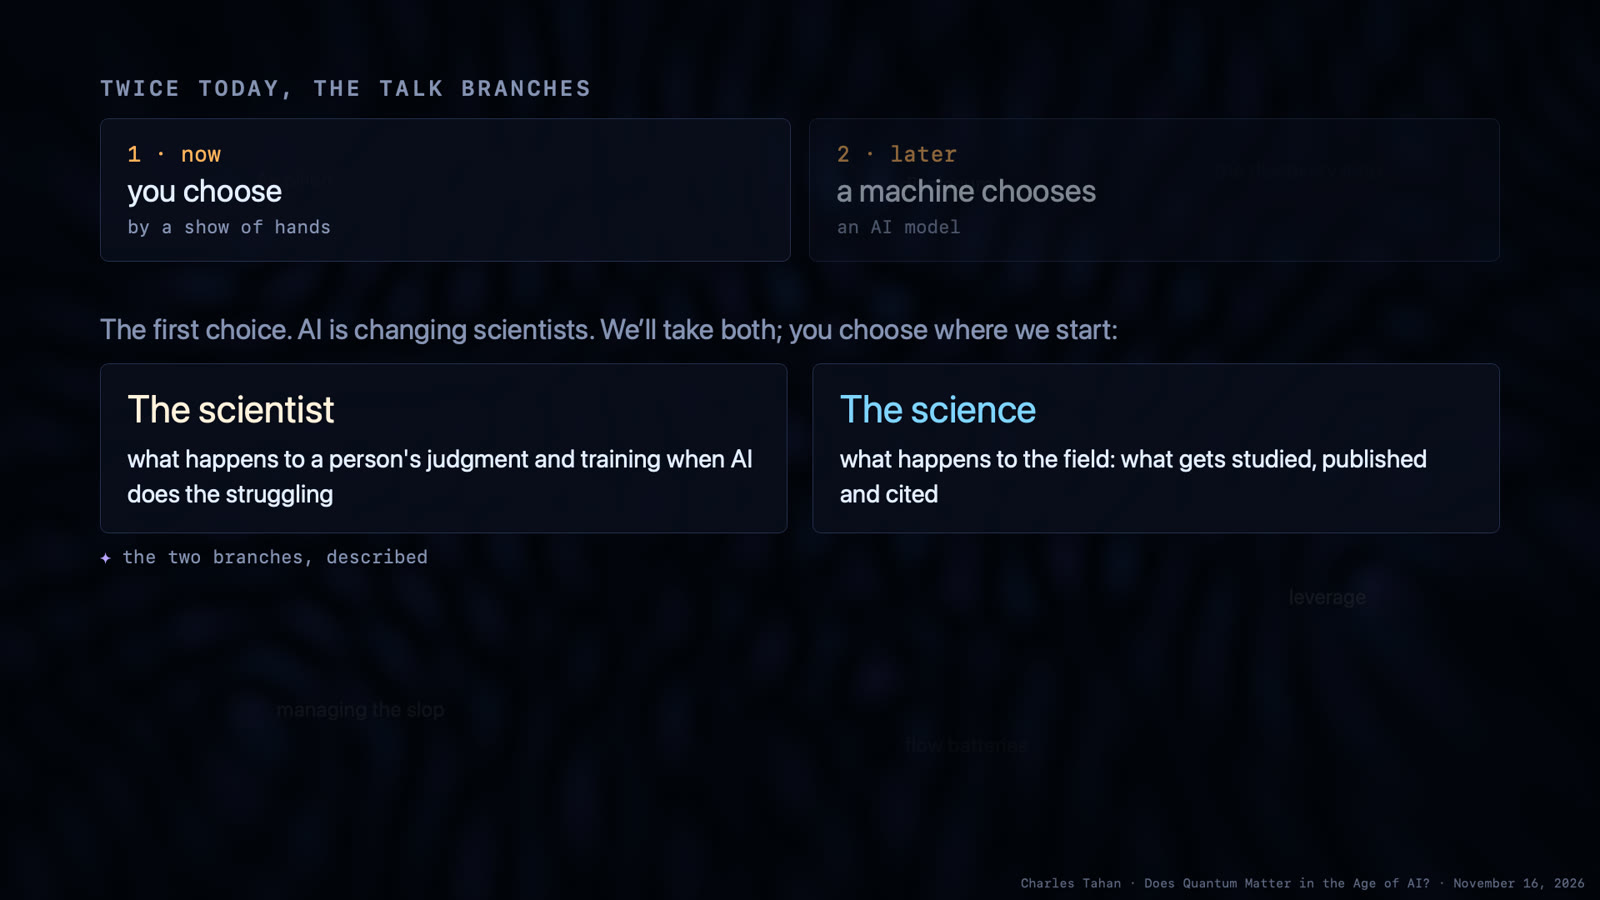 TWICE TODAY, THE TALK BRANCHES
1 · now
you choose
by a show of hands
2 · later
a machine chooses
an AI model
The first choice. AI is changing scientists. We’ll take both; you choose where we start:
The scientist
what happens to a person's judgment and training when AI
does the struggling
The science
what happens to the field: what gets studied, published
and cited
✦ the two branches, described
leverage
managing the slop
flow batteries
Charles Tahan · Does Quantum Matter in the Age of AI? · November 16, 2026